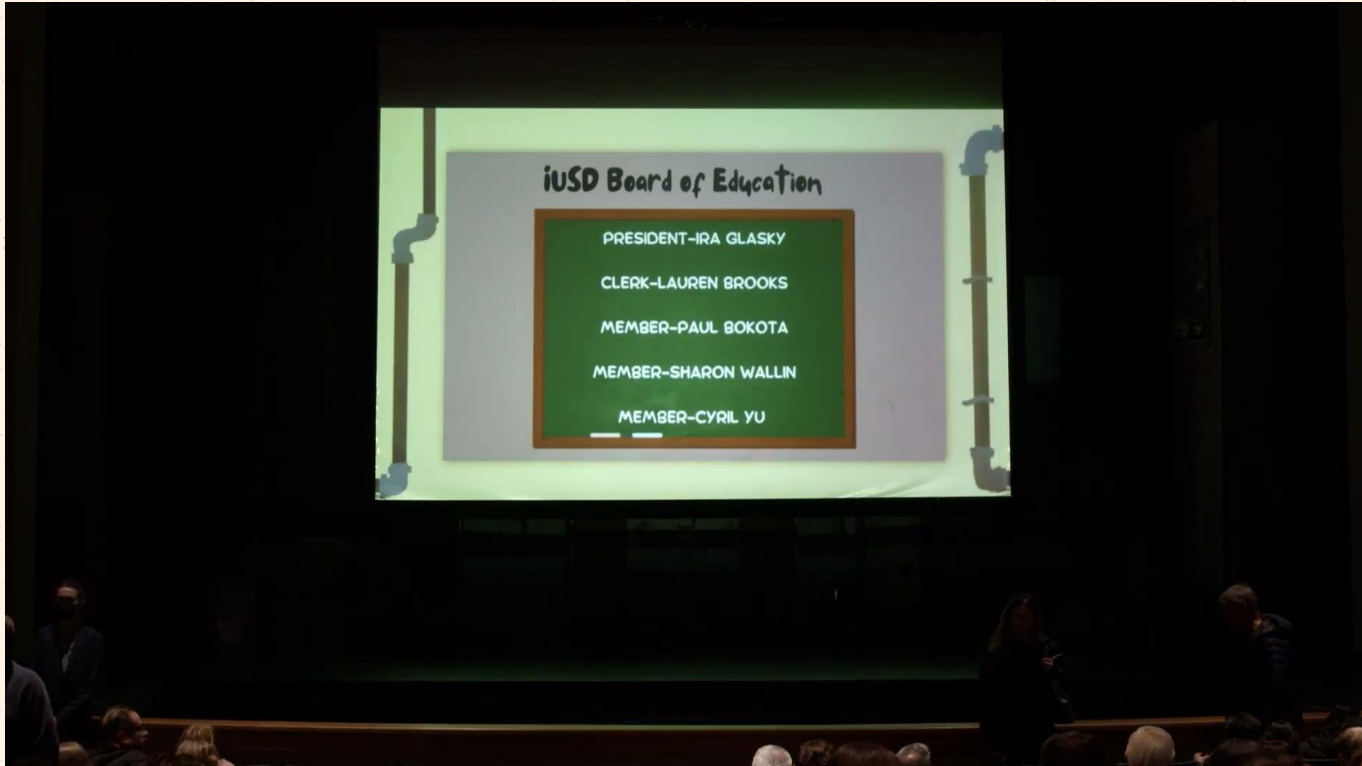 iUSD Board of Education
PRESIDENT-IRA GLASKY
CLERK-LAUREN BROOKS
MEMBER-PAUL BOKOTA
MEMBER-SHARON WALLIN
MEMBER-CYRIL YU